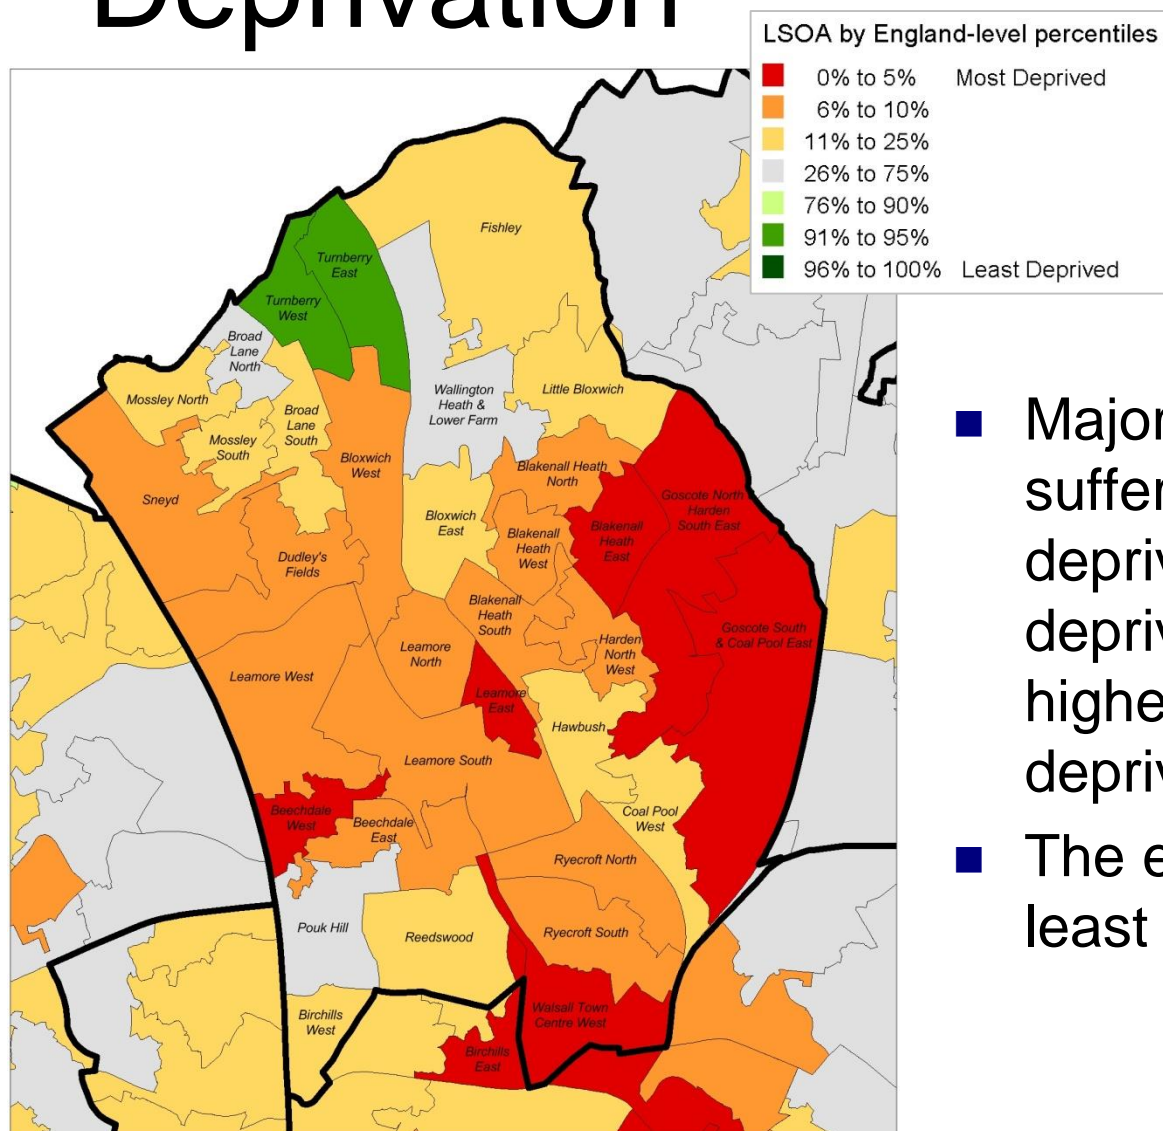 Deprivation
LSOA by England-level percentiles
0% to 5% Most Deprived
6% to 10%
11% to 25%
26% to 75%
76% to 90%
91% to 95%
96% to 100% Least Deprived
Fishley
Turnberry
East
Turnberry
West
Broad
Lane
North
Mossley North
Broad
Lane
South
Mossley
South
Wallington
Heath &
Lower Farm
Little Bloxwich
Bloxwich
West
Blakenall Heath
North
Sneyd
Goscote North
Harden
South East
Bloxwich
East
Blakenall
Heath
West
Blakenall
Heath
East
Dudley's
Fields
Blakenall
Heath
South
Goscote South
& Coal Pool East
Harden
North
West
Leamore
North
Leamore West
Leamore
East
Hawbush
Leamore South
Beechdale
West
Beechdale
East
Coal Pool
West
Ryecroft North
Pouk Hill
Reedswood
Ryecroft South
Birchills
West
Walsall Town
Centre West
Birchills
East
Major
suffer
depriv
depriv
highe
depriv
The e
least